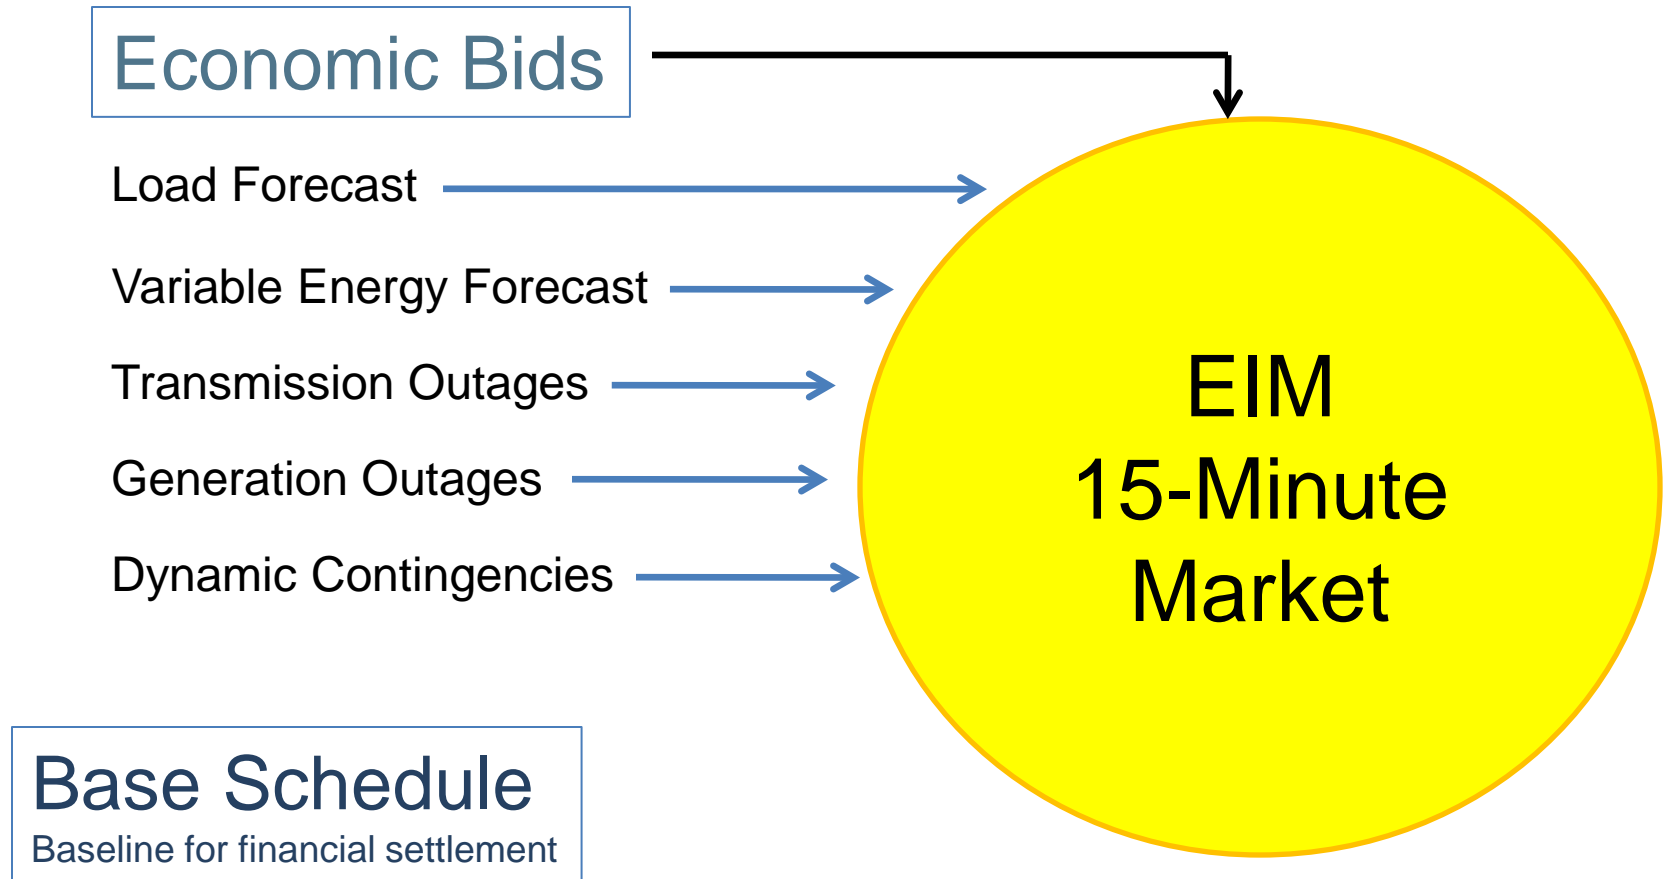 Economic Bids
Load Forecast
Variable Energy Forecast
Transmission Outages
Generation Outages
Dynamic Contingencies
EIM
15-Minute
Market
Base Schedule
Baseline for financial settlement